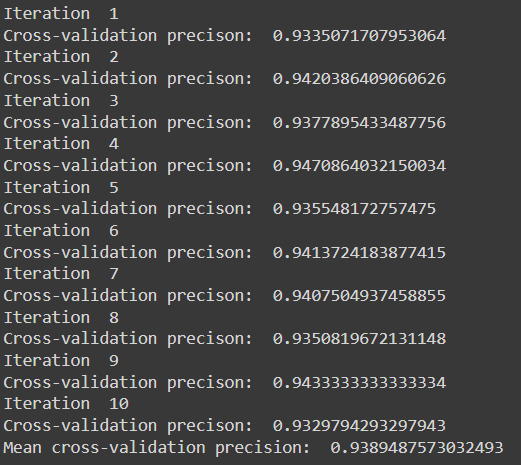 Iteration  1
Cross-validation precison:  0.9335071707953064
Iteration  2
Cross-validation precison:  0.9420386409060626
Iteration  3
Cross-validation precison:  0.9377895433487756
Iteration  4
Cross-validation precison:  0.9470864032150034
Iteration  5
Cross-validation precison:  0.935548172757475
Iteration  6
Cross-validation precison:  0.9413724183877415
Iteration  7
Cross-validation precison:  0.9407504937458855
Iteration  8
Cross-validation precison:  0.9350819672131148
Iteration  9
Cross-validation precison:  0.9433333333333334
Iteration  10
Cross-validation precison:  0.9329794293297943
Mean cross-validation precision:  0.9389487573032493